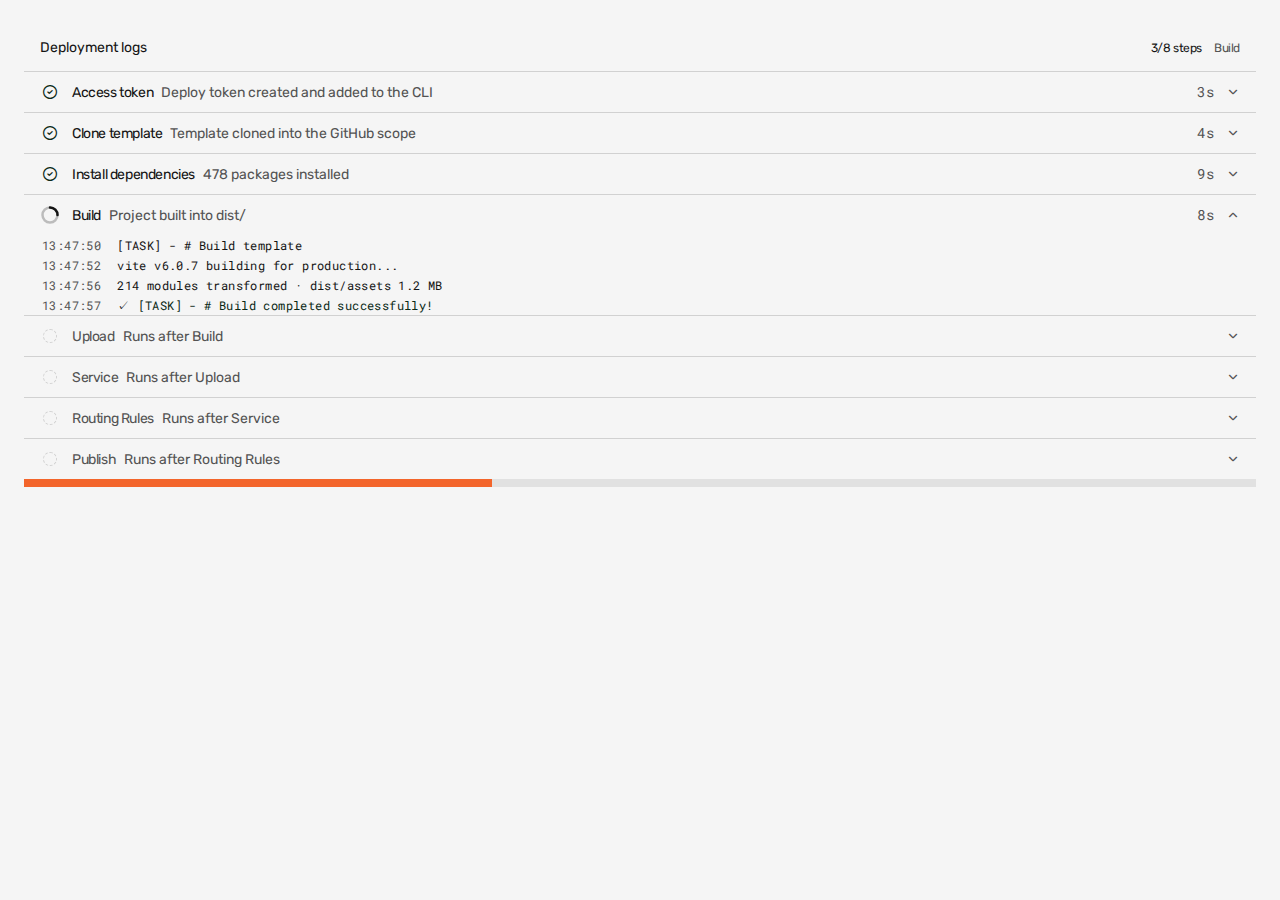 Deployment logs
3/8 steps Build
Access token Deploy token created and added to the CLI 3 s
Clone template Template cloned into the GitHub scope 4 s
Install dependencies 478 packages installed 9 s
Build Project built into dist/ 8 s
13:47:50 [TASK] - # Build template
13:47:52 vite v6.0.7 building for production...
13:47:56 214 modules transformed · dist/assets 1.2 MB
13:47:57 ✓ [TASK] - # Build completed successfully!
Upload Runs after Build
Service Runs after Upload
Routing Rules Runs after Service
Publish Runs after Routing Rules